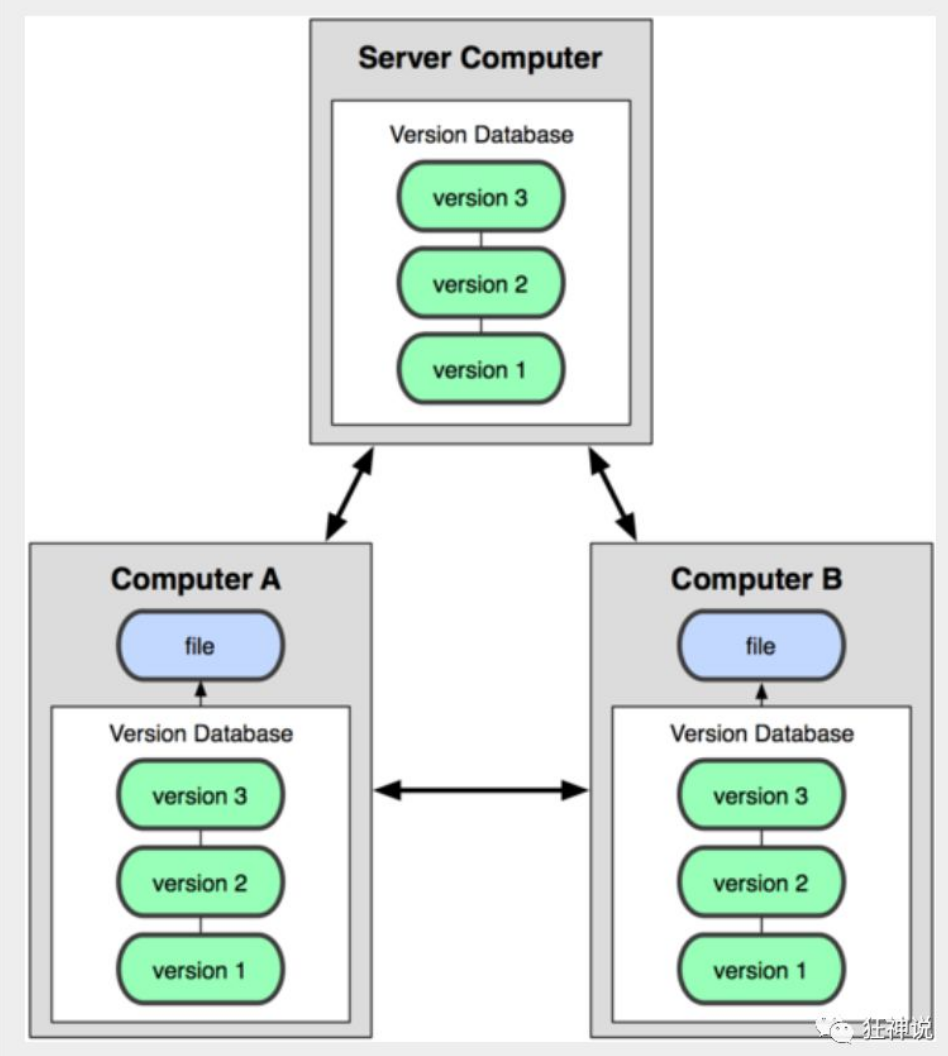 Server Computer
Version Database
version 3
version 2
version 1
Computer A
file
Version Database
version 3
version 2
version 1
Computer B
file
Version Database
version 3
version 2
version 1
狂神说